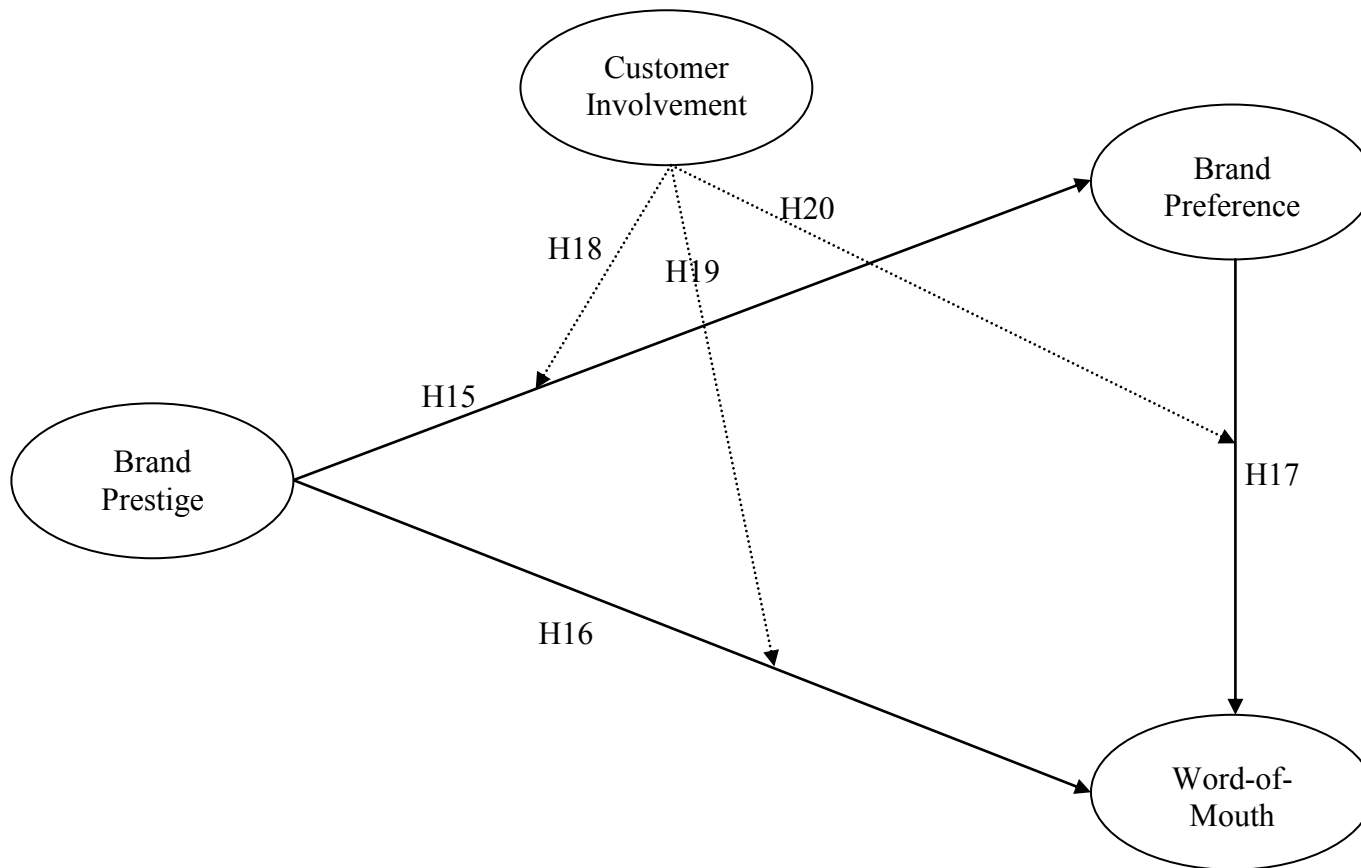 Customer
Involvement
Brand
Preference
H20
H18
H19
H15
Brand
Prestige
H17
H16
Word-of-
Mouth